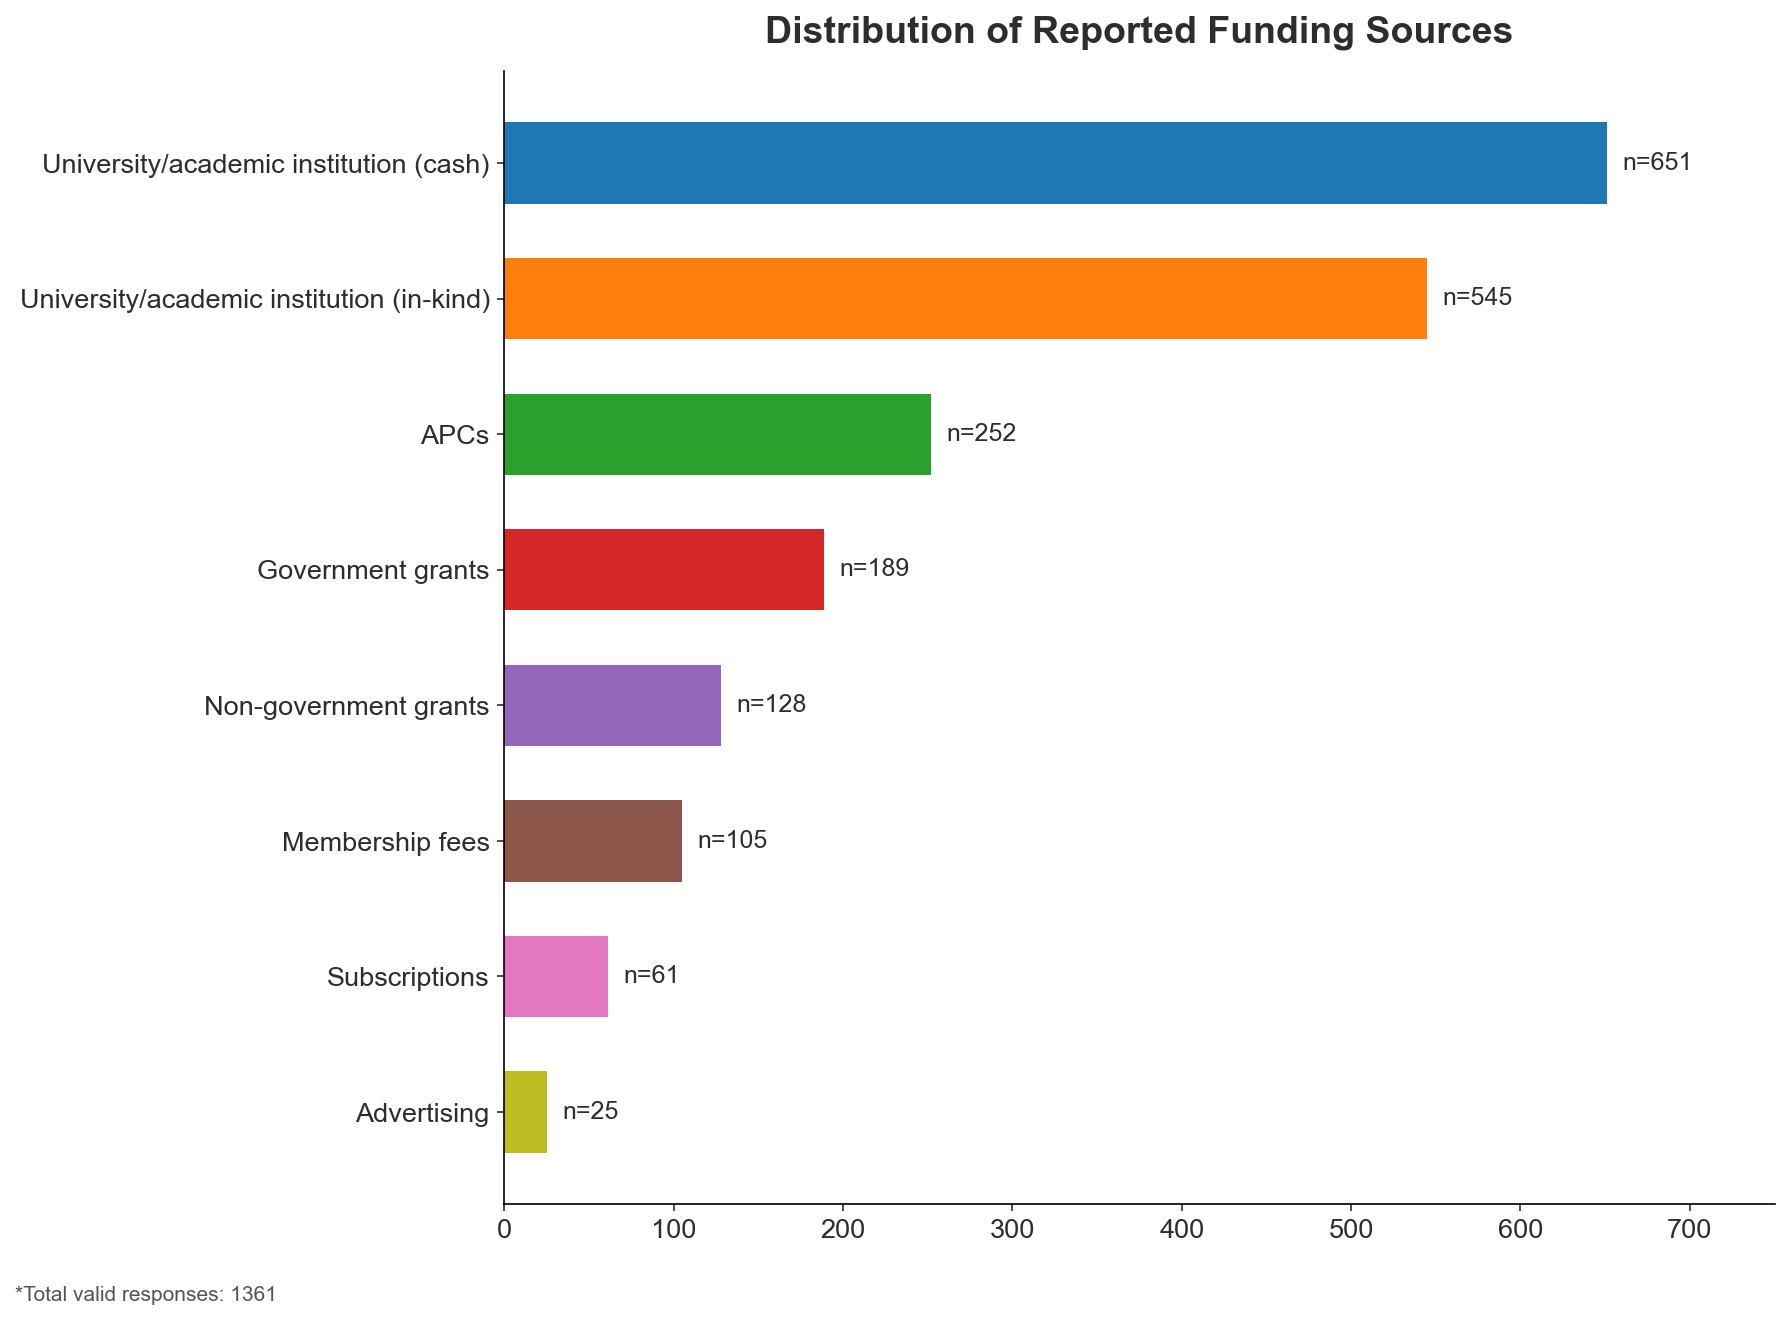 Distribution of Reported Funding Sources
University/academic institution (cash)
n=651
University/academic institution (in-kind)
n=545
APCs
n=252
Government grants
n=189
Non-government grants
n=128
Membership fees
n=105
Subscriptions
n=61
Advertising
n=25
0 100 200 300 400 500 600 700
*Total valid responses: 1361